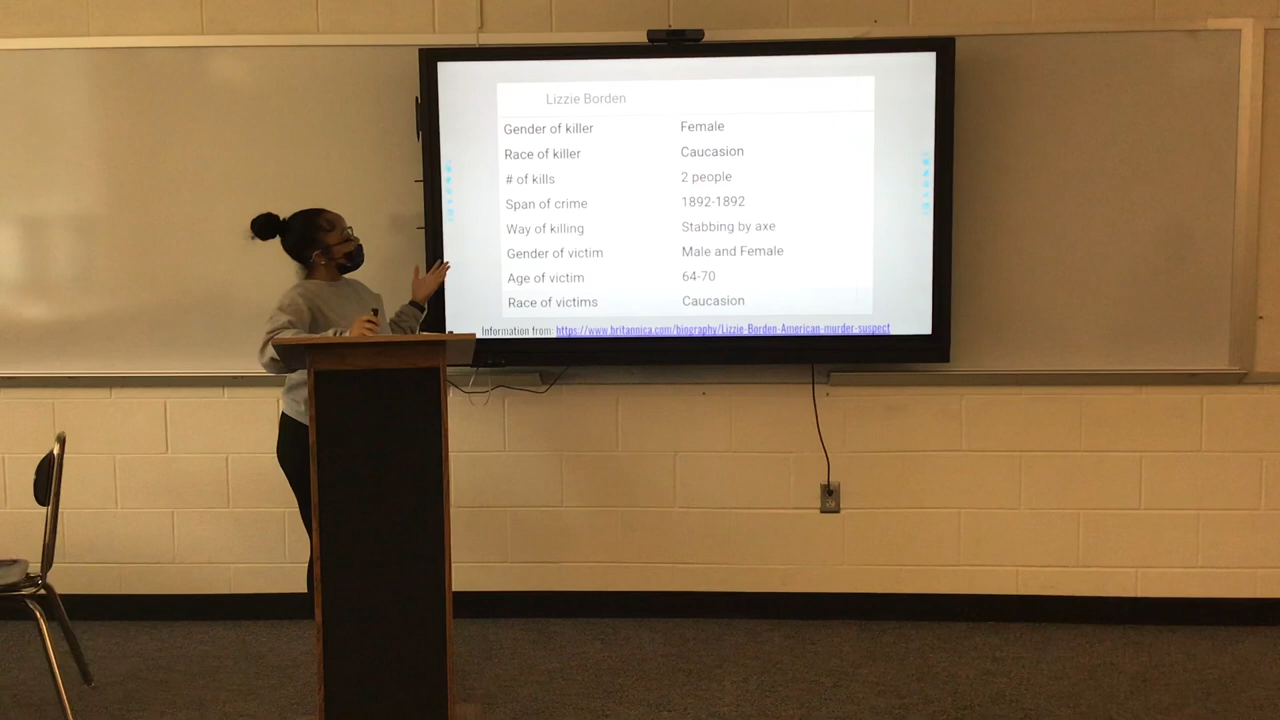 Lizzie Borden
Gender of killer Female
Race of killer Caucasion
# of kills 2 people
Span of crime 1892-1892
Way of killing Stabbing by axe
Gender of victim Male and Female
Age of victim 64-70
Race of victims Caucasion
Information from: https://www.britannica.com/biography/Lizzie-Borden-American-murder-suspect